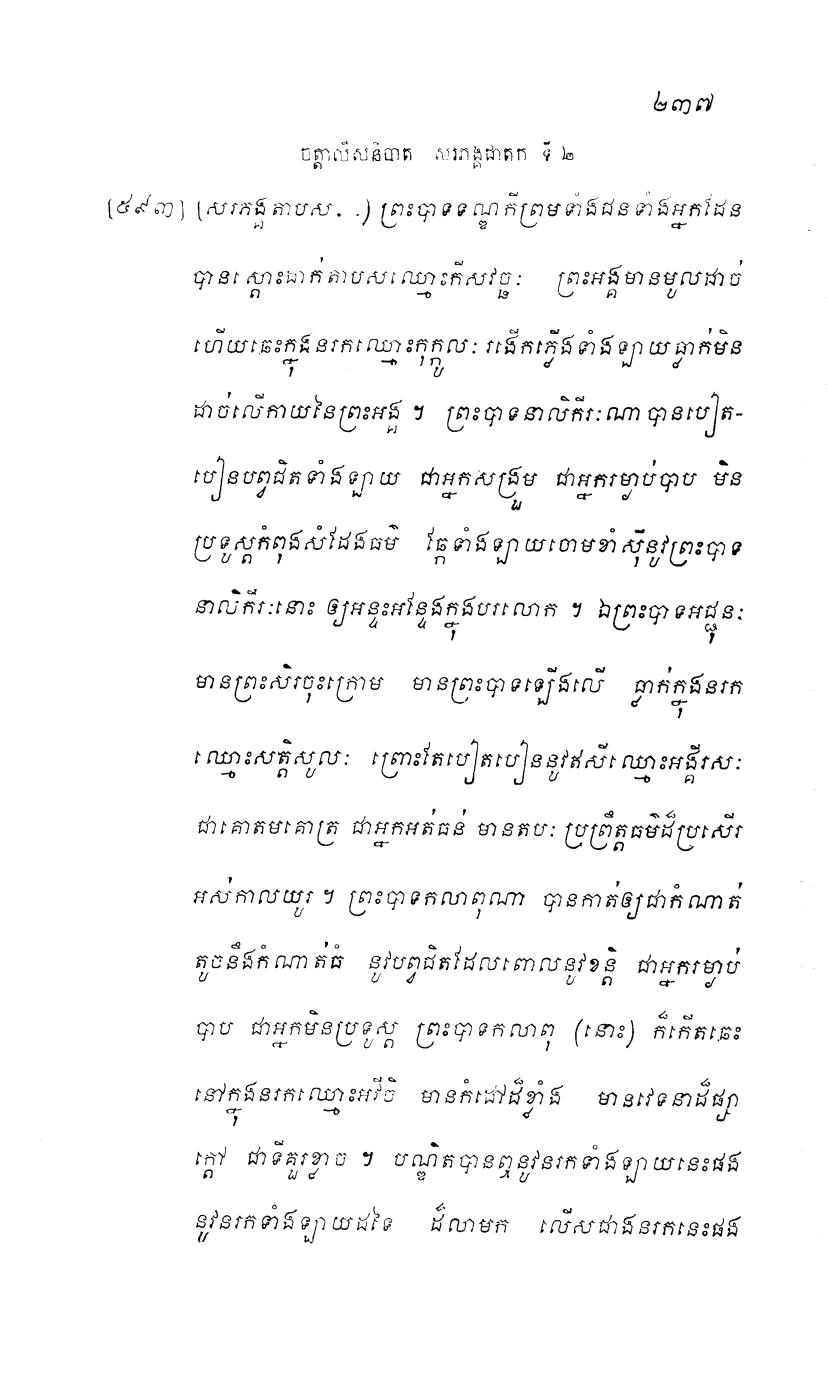 ២៣៧
ចត្តាលីសនិបាត សរភង្គជាតក ទី ២
[៥៩៣] (សរភង្គតាបស. .) ព្រះបាទទណ្ឌកីព្រមទាំងជនទាំងអ្នកដែន
បានស្តោះដាក់តាបសឈ្មោះកីសវច្ឆៈ ព្រះអង្គមានមូលដាច់
ហើយឆេះក្នុងនរកឈ្មោះកុក្កុលៈ រងើកភ្លើងទាំងឡាយធ្លាក់មិន
ដាច់លើកាយនៃព្រះអង្គ ។ ព្រះបាទនាលិកីរៈណាបានបៀត-
បៀនបព្វជិតទាំងឡាយ ជាអ្នកសង្រួម ជាអ្នករម្ងាប់បាប មិន
ប្រទូស្តកំពុងសំដែងធម៌ ឆ្កែទាំងឡាយចោមខាំស៊ីនូវព្រះបាទ
នាលិកីរៈនោះ ឲ្យអន្ទះអន្ទែងក្នុងបរលោក ។ ឯព្រះបាទអជ្ជុនៈ
មានព្រះសិរចុះក្រោម មានព្រះបាទឡើងលើ ធ្លាក់ក្នុងនរក
ឈ្មោះសត្តិសូលៈ ព្រោះតែបៀតបៀននូវឥសីឈ្មោះអង្គីរសៈ
ជាគោតមគោត្រ ជាអ្នកអត់ធន់ មានតបៈ ប្រព្រឹត្តធម៌ដ៏ប្រសើរ
អស់កាលយូរ ។ ព្រះបាទកលាពុណា បានកាត់ឲ្យជាកំណាត់
តូចនឹងកំណាត់ធំ នូវបព្វជិតដែលពោលនូវខន្តិ ជាអ្នករម្ងាប់
បាប ជាអ្នកមិនប្រទូស្ត ព្រះបាទកលាពុ (នោះ) ក៏កើតឆេះ
នៅក្នុងនរកឈ្មោះអវីចិ មានកំដៅដ៏ខ្លាំង មានវេទនាដ៏ផ្សា
ក្តៅ ជាទីគួរខ្លាច ។ បណ្ឌិតបានឮនូវនរកទាំងឡាយនេះផង
នូវនរកទាំងឡាយដទៃ ដ៏លាមក លើសជាងនរកនេះផង